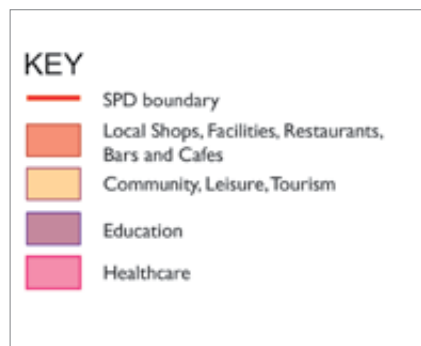 KEY
SPD boundary
Local Shops, Facilities, Restaurants,
Bars and Cafes
Community, Leisure, Tourism
Education
Healthcare